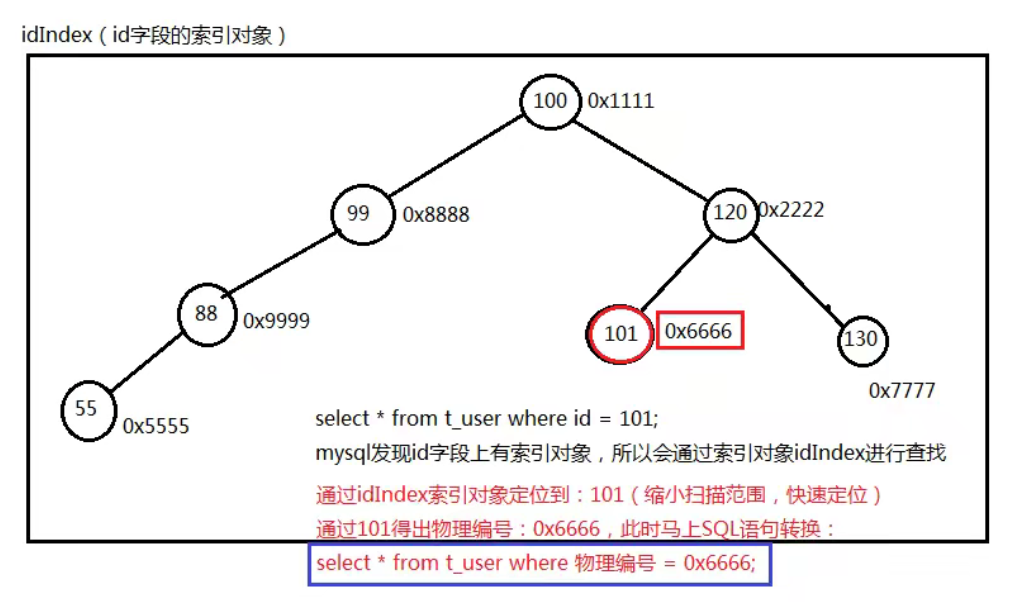 idIndex（id字段的索引对象）
100 0x1111
99 0x8888
120 0x2222
88 0x9999
101 0x6666
130
0x7777
55 0x5555
select * from t_user where id = 101;
mysql发现id字段上有索引对象，所以会通过索引对象idIndex进行查找
通过idIndex索引对象定位到：101（缩小扫描范围，快速定位）
通过101得出物理编号：0x6666，此时马上SQL语句转换：
select * from t_user where 物理编号 = 0x6666;